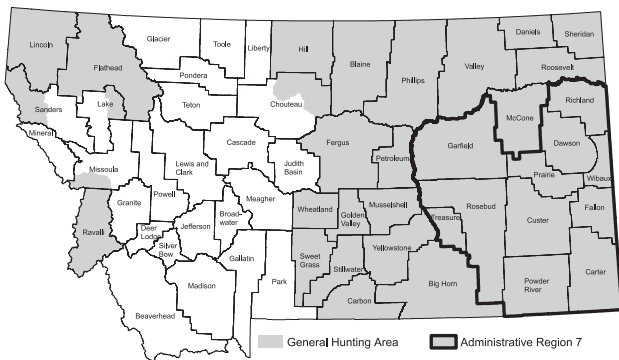 Lincoln
Flathead
Glacier
Toole
Liberty
Hill
Blaine
Phillips
Valley
Daniels
Sheridan
Roosevelt
Pondera
Teton
Chouteau
Richland
McCone
Sanders
Lake
Mineral
Missoula
Powell
Lewis and
Clark
Cascade
Judith
Basin
Fergus
Petroleum
Garfield
Dawson
Prairie
Wibaux
Granite
Ravalli
Deer
Lodge
Silver
Bow
Jefferson
Broad-
water
Meagher
Wheatland
Golden
Valley
Musselshell
Treasure
Rosebud
Custer
Fallon
Gallatin
Park
Sweet
Grass
Stillwater
Yellowstone
Carbon
Big Horn
Powder
River
Carter
Madison
Beaverhead
General Hunting Area
Administrative Region 7